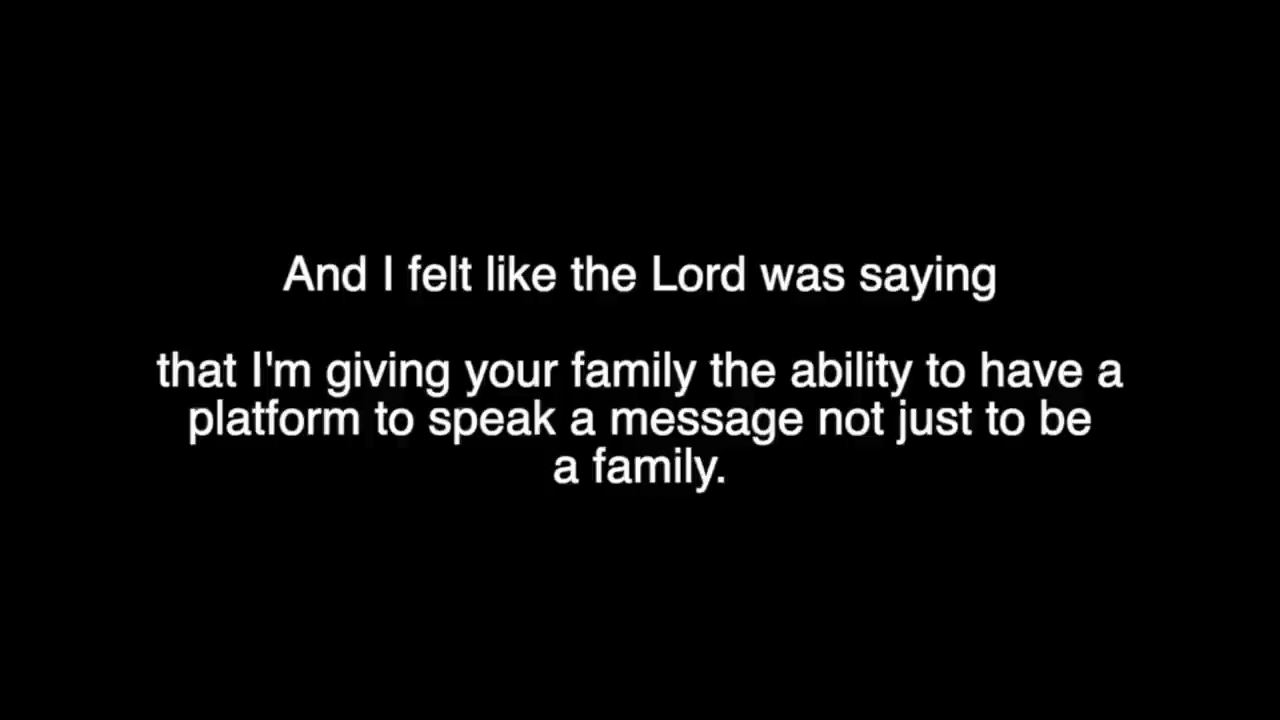 And I felt like the Lord was saying
that I'm giving your family the ability to have a
platform to speak a message not just to be
a family.